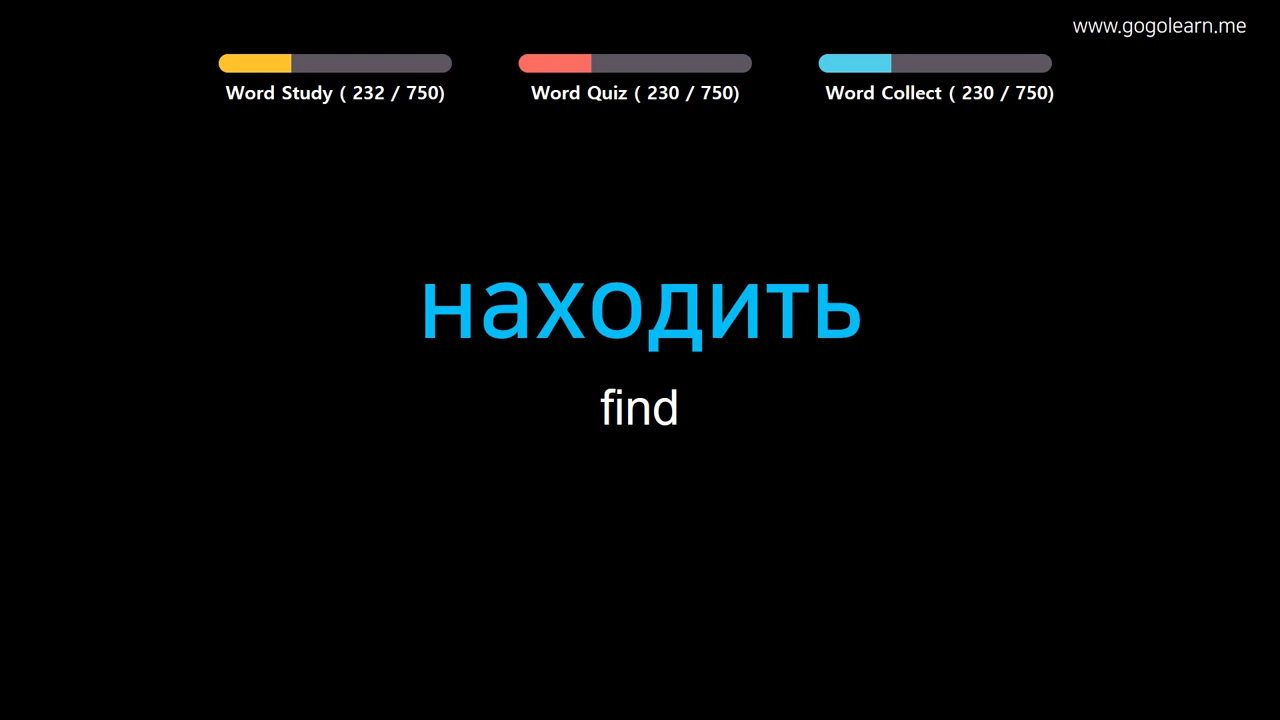 www.gogolearn.me
Word Study ( 232 / 750)
Word Quiz ( 230 / 750)
Word Collect ( 230 / 750)
находить
find